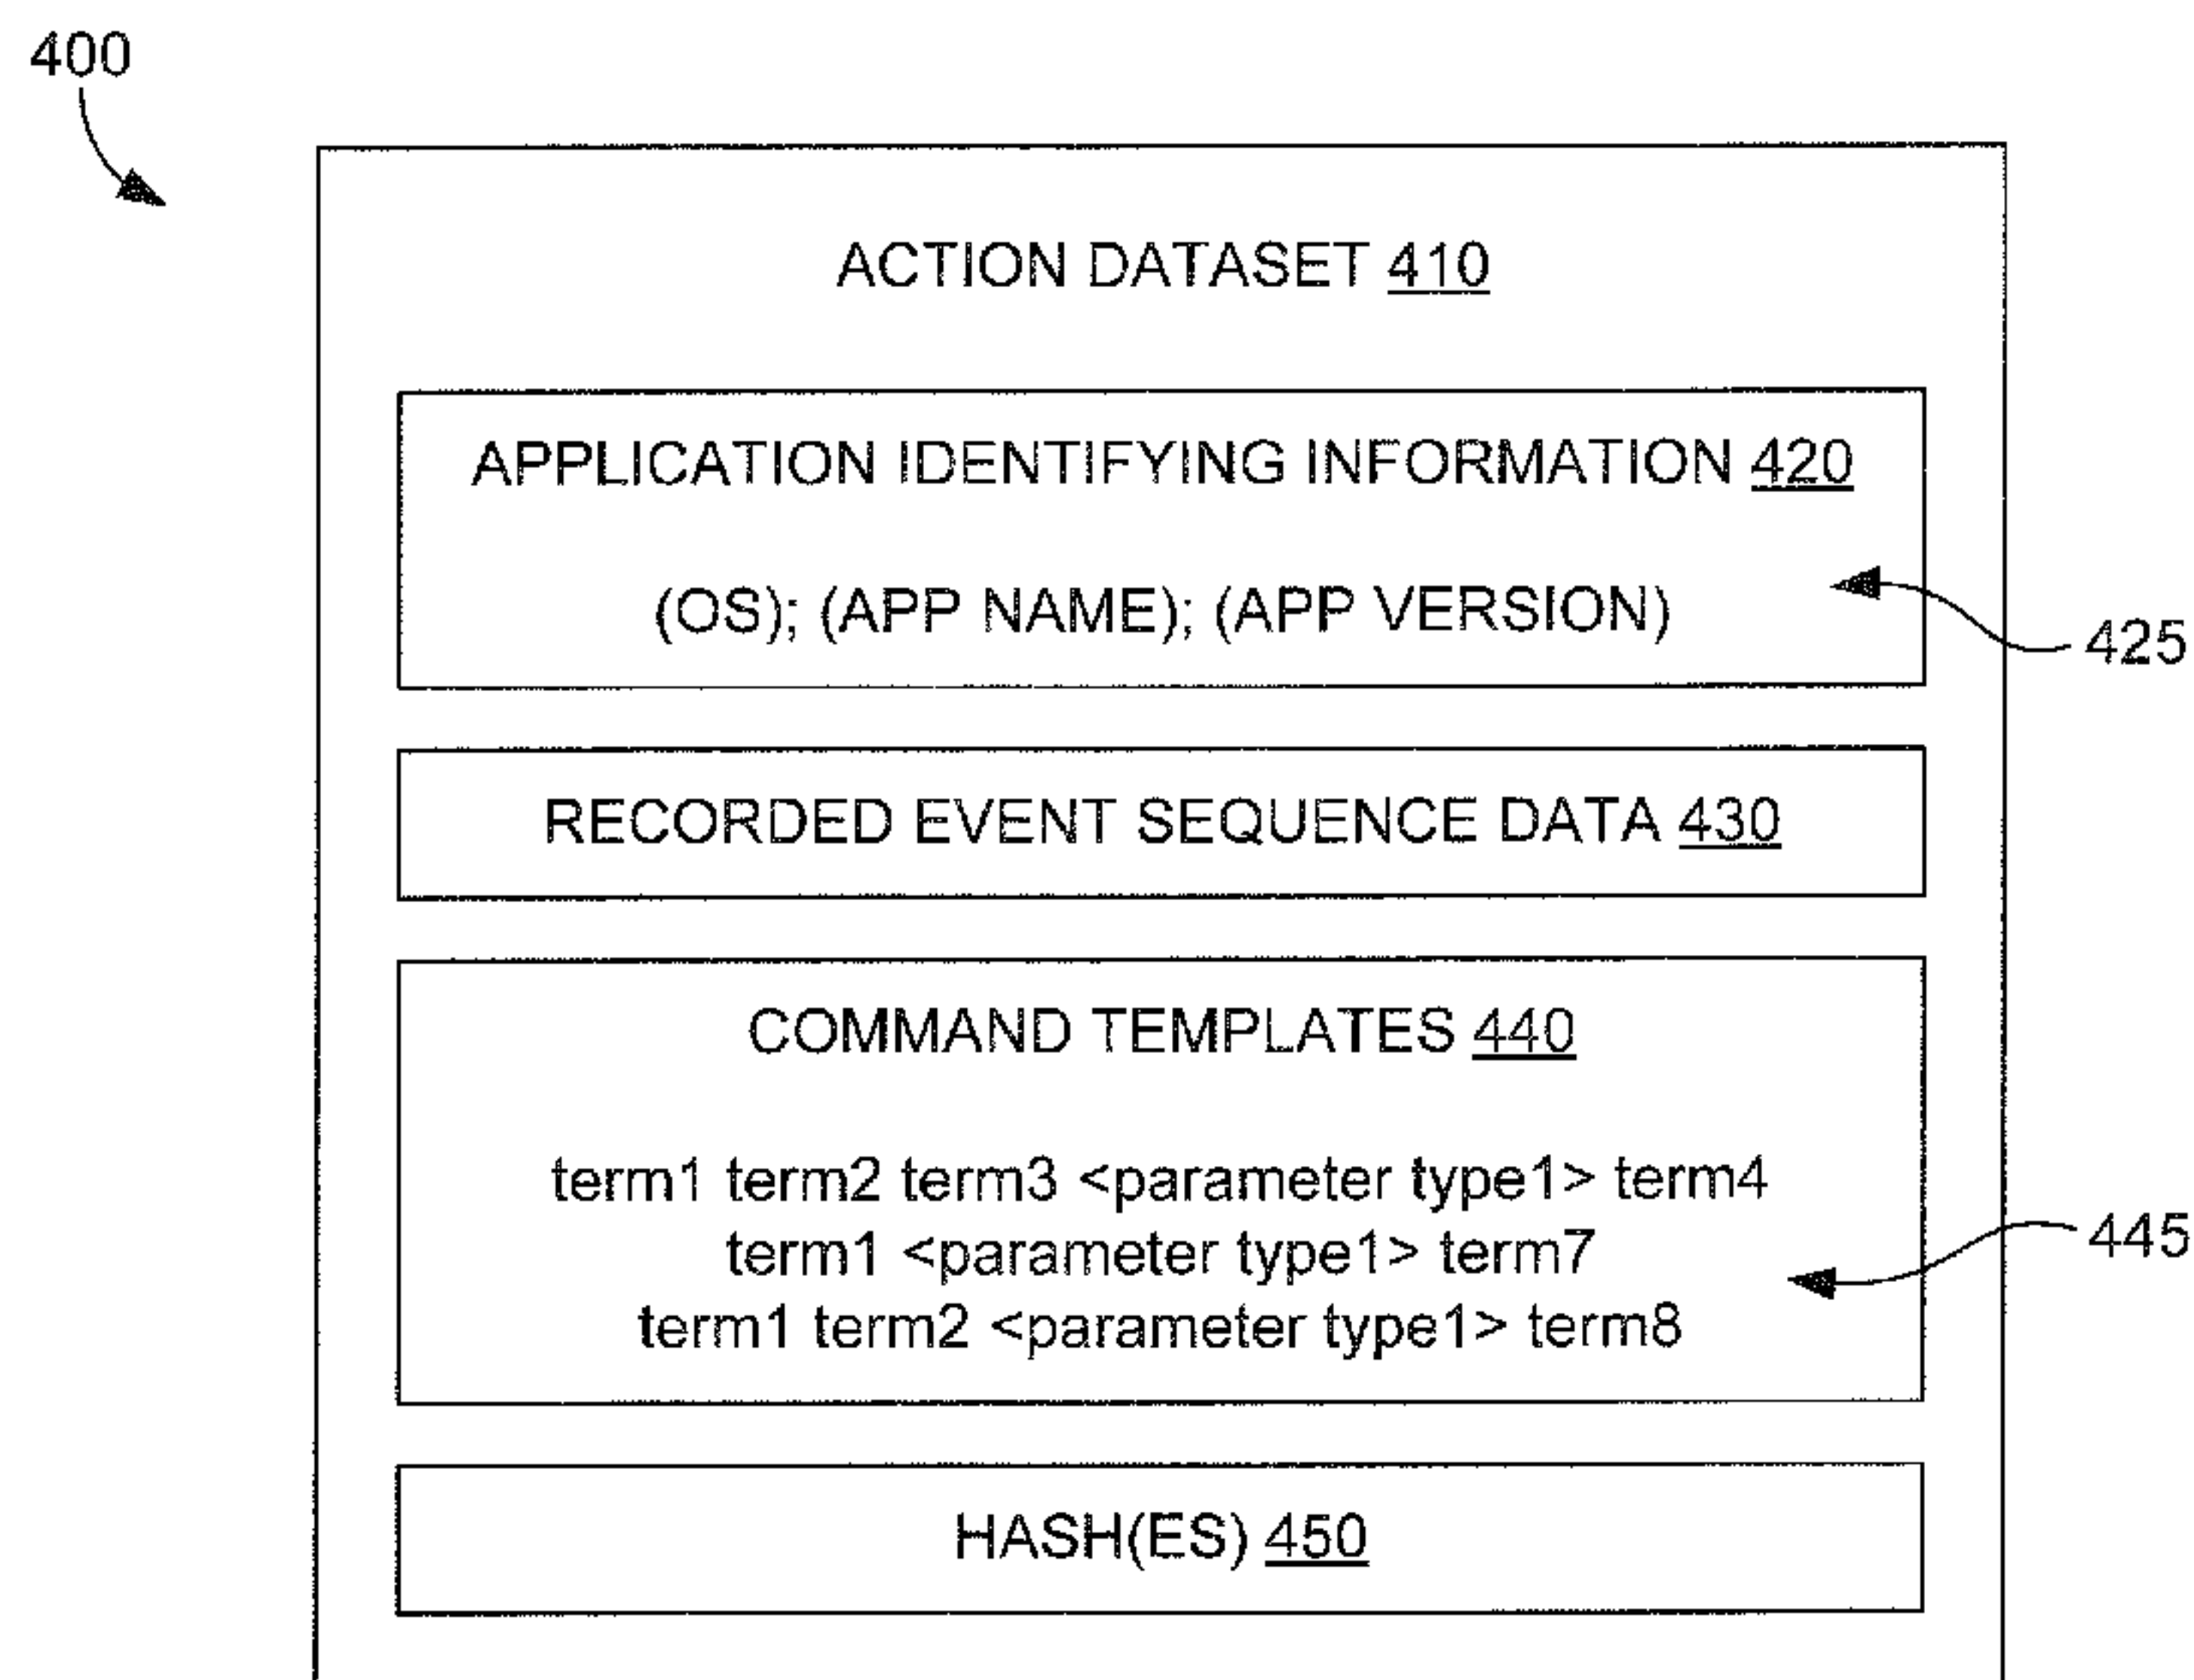 400
ACTION DATASET 410
APPLICATION IDENTIFYING INFORMATION 420
(OS); (APP NAME); (APP VERSION)
425
RECORDED EVENT SEQUENCE DATA 430
COMMAND TEMPLATES 440
term1 term2 term3 <parameter type1> term4
term1 <parameter type1> term7
445
term1 term2 <parameter type1> term8
HASH(ES) 450